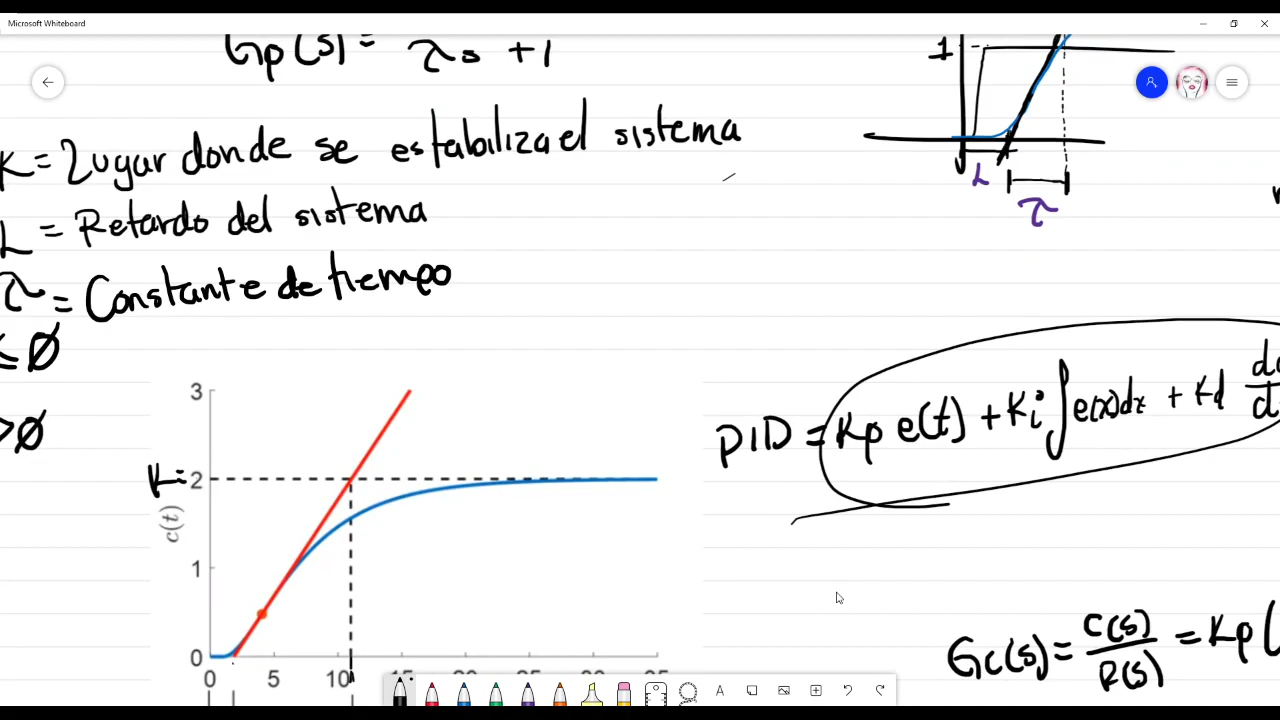 Microsoft Whiteboard
Gp(s) = τs + 1
K = Lugar donde se estabiliza el sistema
L = Retardo del sistema
τ = Constante de tiempo
≤ Ø
> Ø
1
L
τ
PID = Kp e(t) + Ki ∫ e(x)dx + Kd
3
K= 2
c(t)
1
0
0 5 10 15
Gc(s) = C(s)/R(s) = Kp (
A